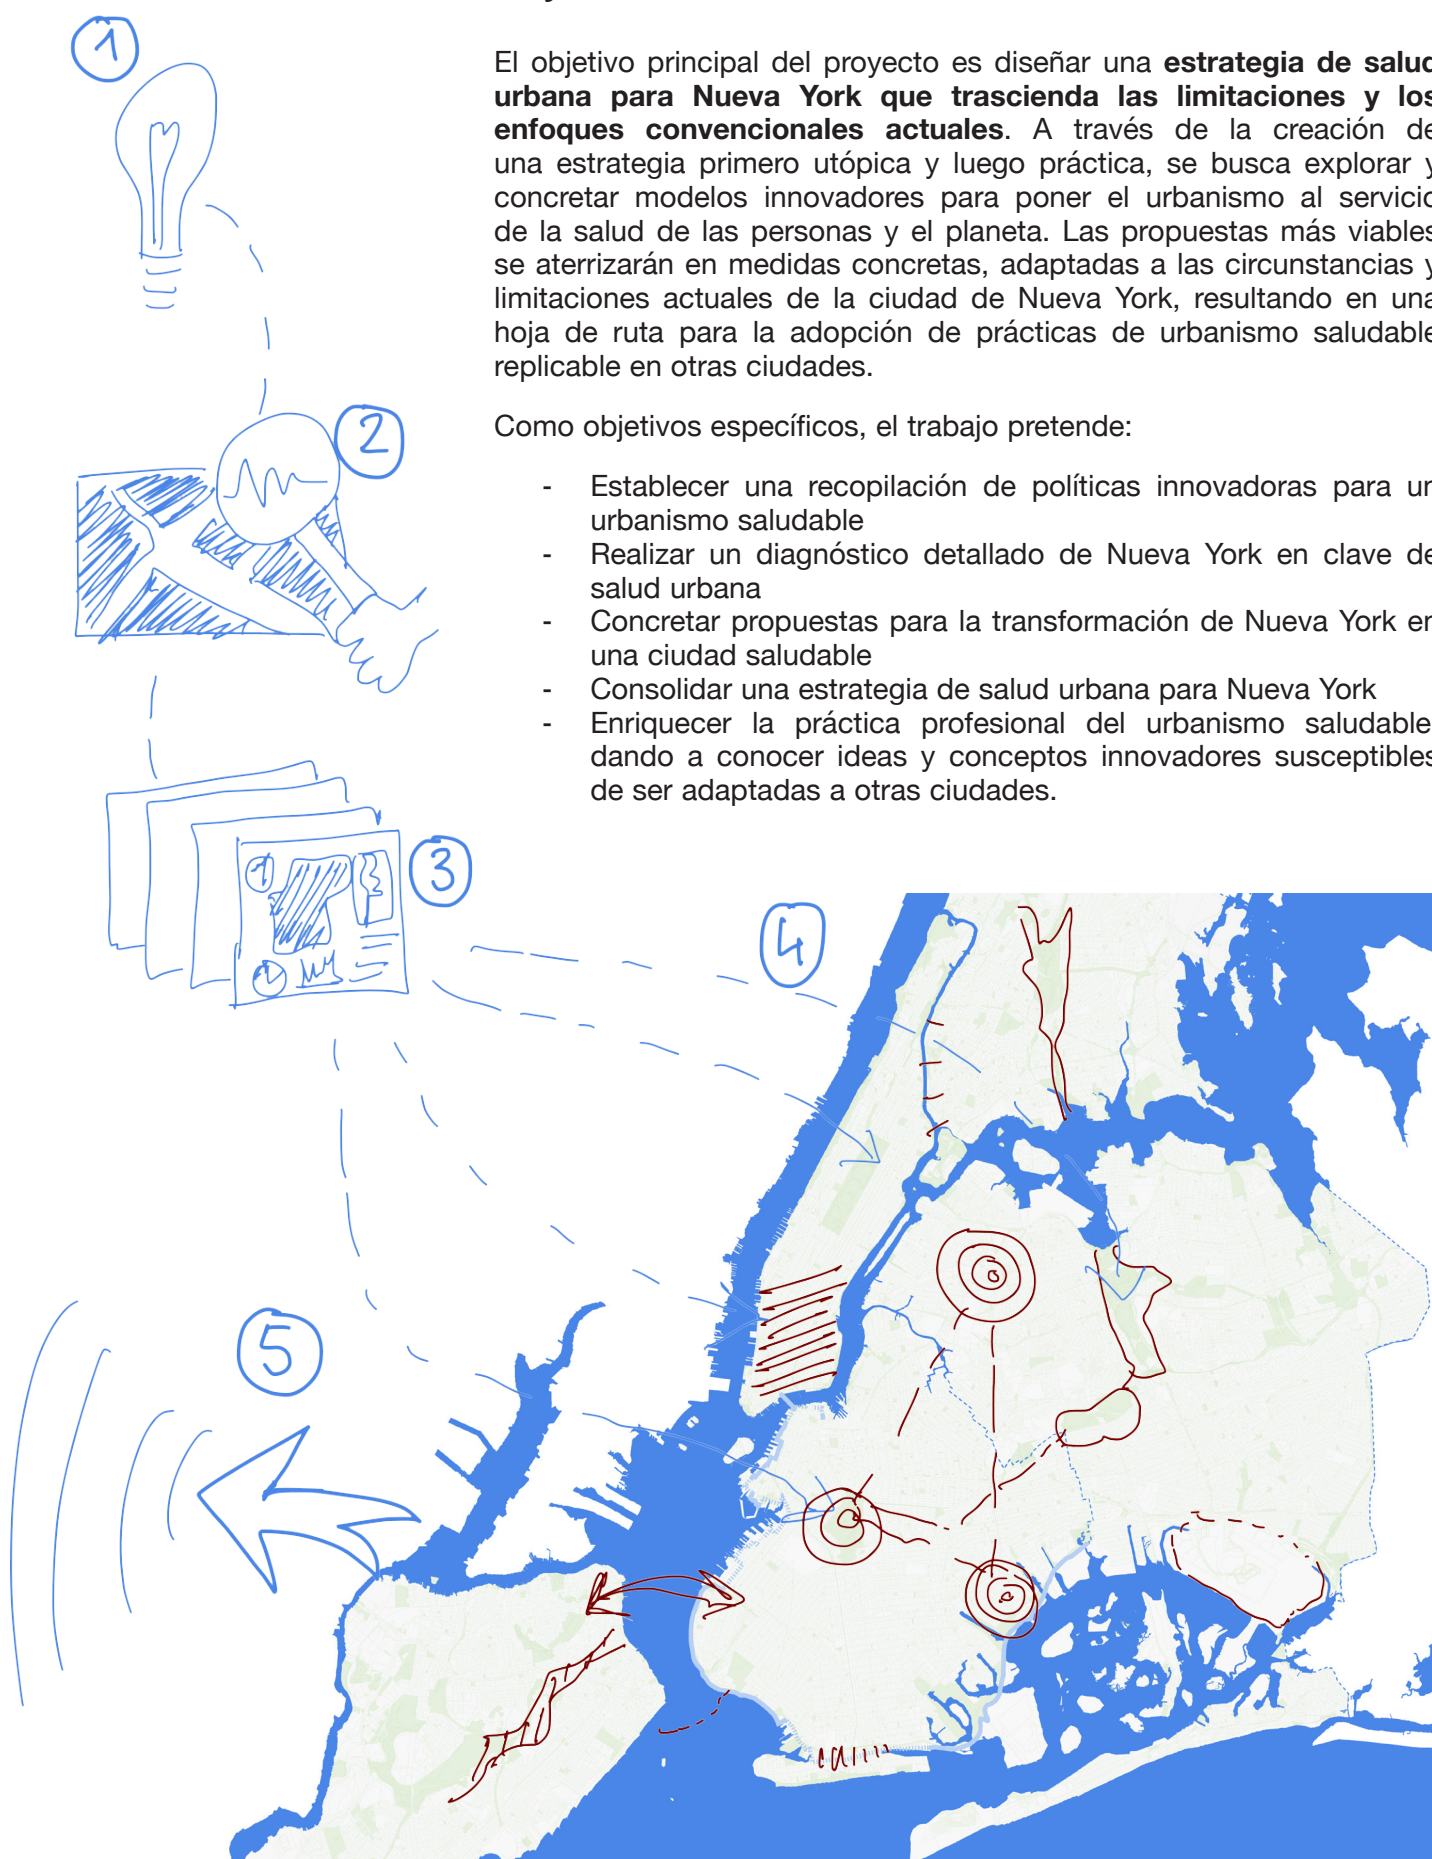 1
El objetivo principal del proyecto es diseñar una estrategia de salud
urbana para Nueva York que trascienda las limitaciones y los
enfoques convencionales actuales. A través de la creación de
una estrategia primero utópica y luego práctica, se busca explorar y
concretar modelos innovadores para poner el urbanismo al servicio
de la salud de las personas y el planeta. Las propuestas más viables
se aterrizarán en medidas concretas, adaptadas a las circunstancias y
limitaciones actuales de la ciudad de Nueva York, resultando en una
hoja de ruta para la adopción de prácticas de urbanismo saludable
replicable en otras ciudades.
2
Como objetivos específicos, el trabajo pretende:
- Establecer una recopilación de políticas innovadoras para un
urbanismo saludable
- Realizar un diagnóstico detallado de Nueva York en clave de
salud urbana
- Concretar propuestas para la transformación de Nueva York en
una ciudad saludable
- Consolidar una estrategia de salud urbana para Nueva York
- Enriquecer la práctica profesional del urbanismo saludable
dando a conocer ideas y conceptos innovadores susceptibles
de ser adaptadas a otras ciudades.
3
4
5